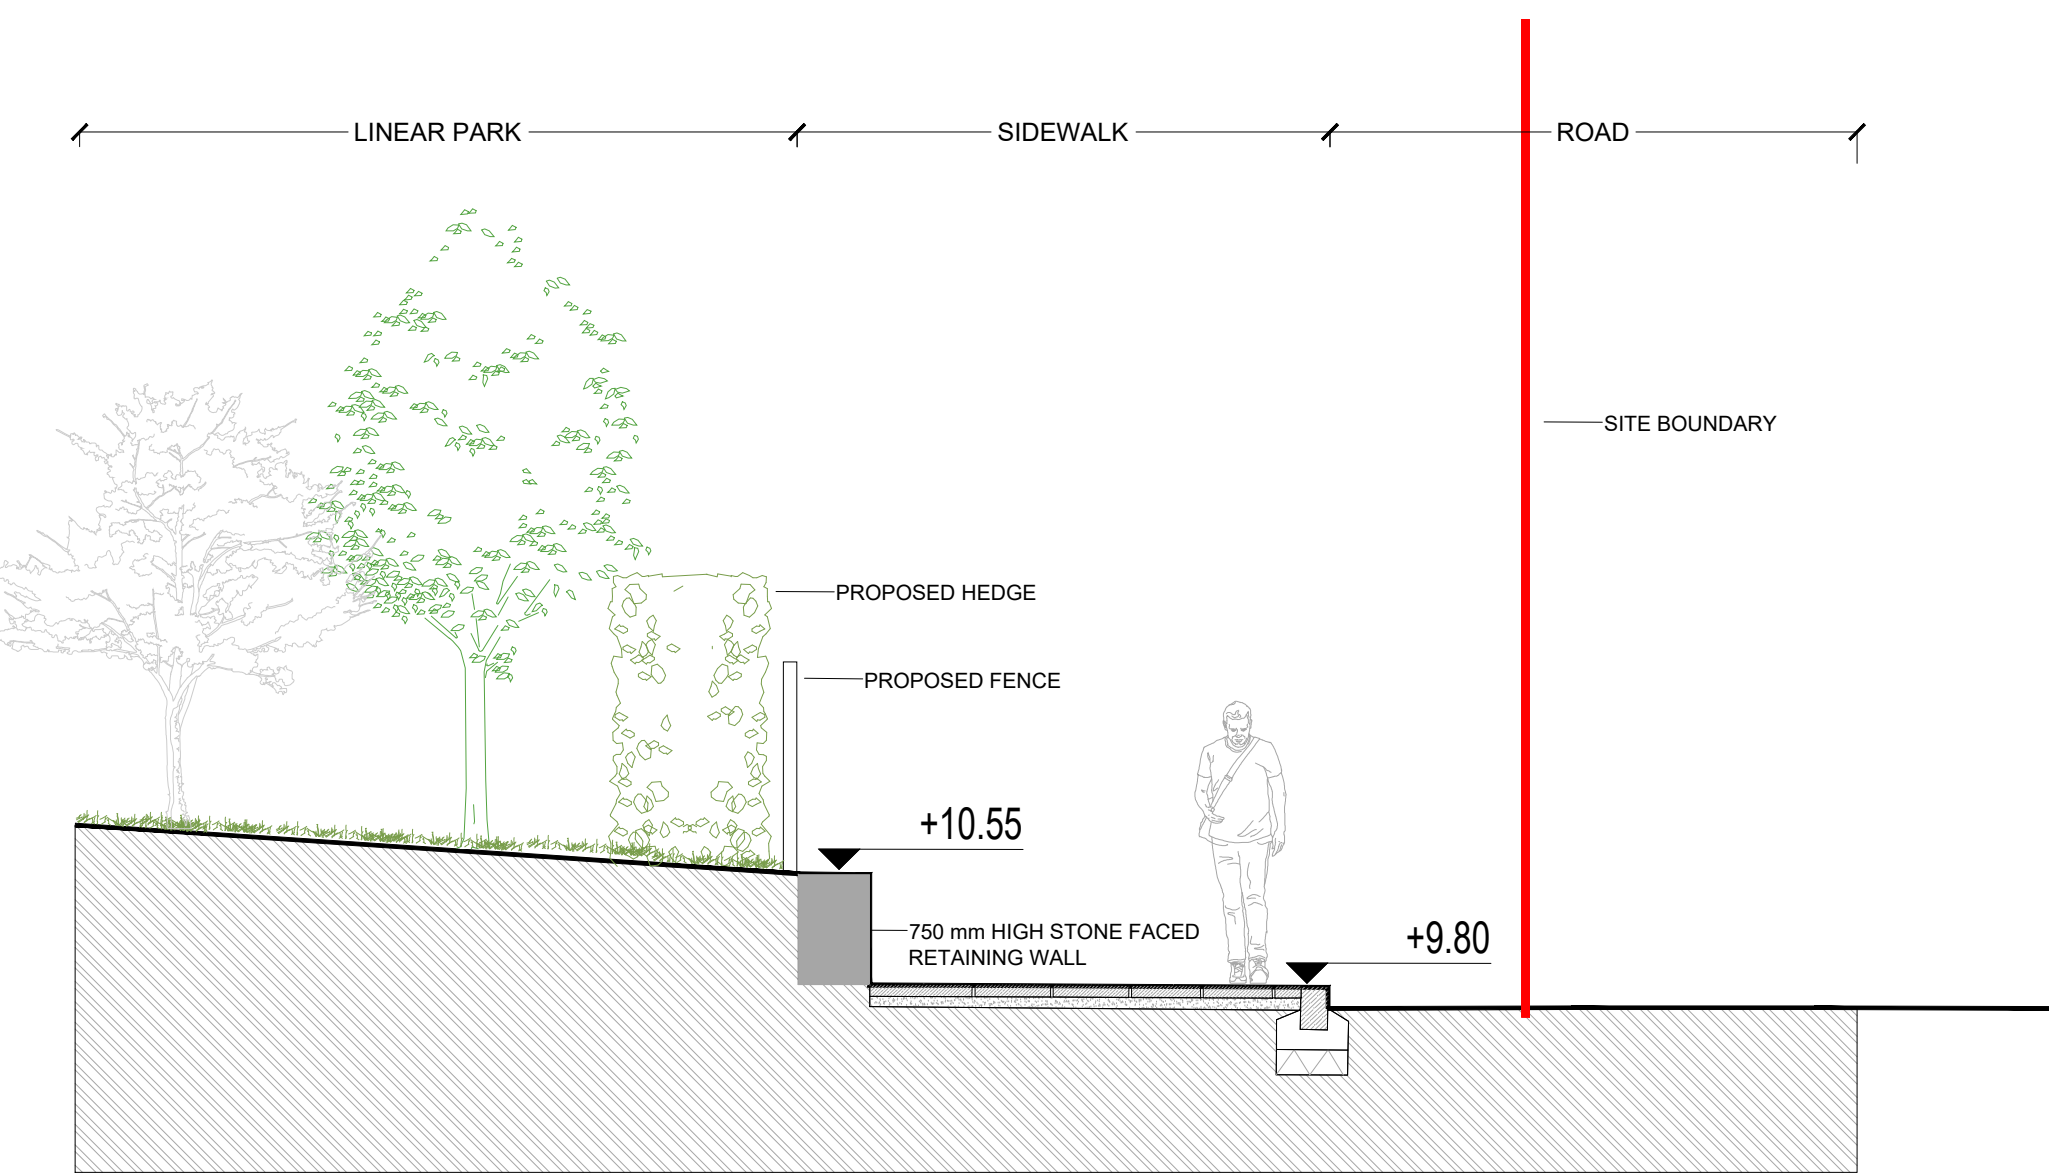 LINEAR PARK
SIDEWALK
ROAD
SITE BOUNDARY
PROPOSED HEDGE
PROPOSED FENCE
+10.55
750 mm HIGH STONE FACED
RETAINING WALL
+9.80